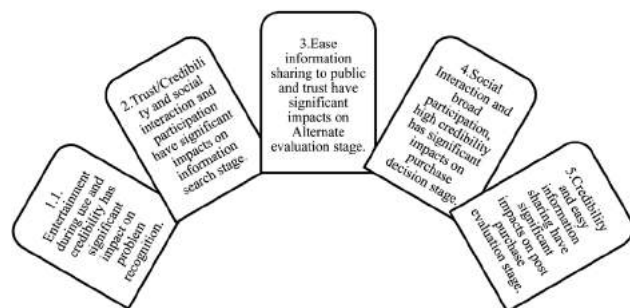 1.1.
Entertainment
during use and
credibility has
significant
impact on
problem
recognition.
2.Trust/Credibili
ty and social
interaction and
participation
have significant
impacts on
information
search stage.
3.Ease
information
sharing to public
and trust have
significant
impacts on
Alternate
evaluation stage.
4.Social
Interaction and
broad
participation,
high credibility
has significant
impacts on
purchase
decision stage.
5.Credibility
and easy
information
sharing have
significant
impacts on post
purchase
evaluation stage.